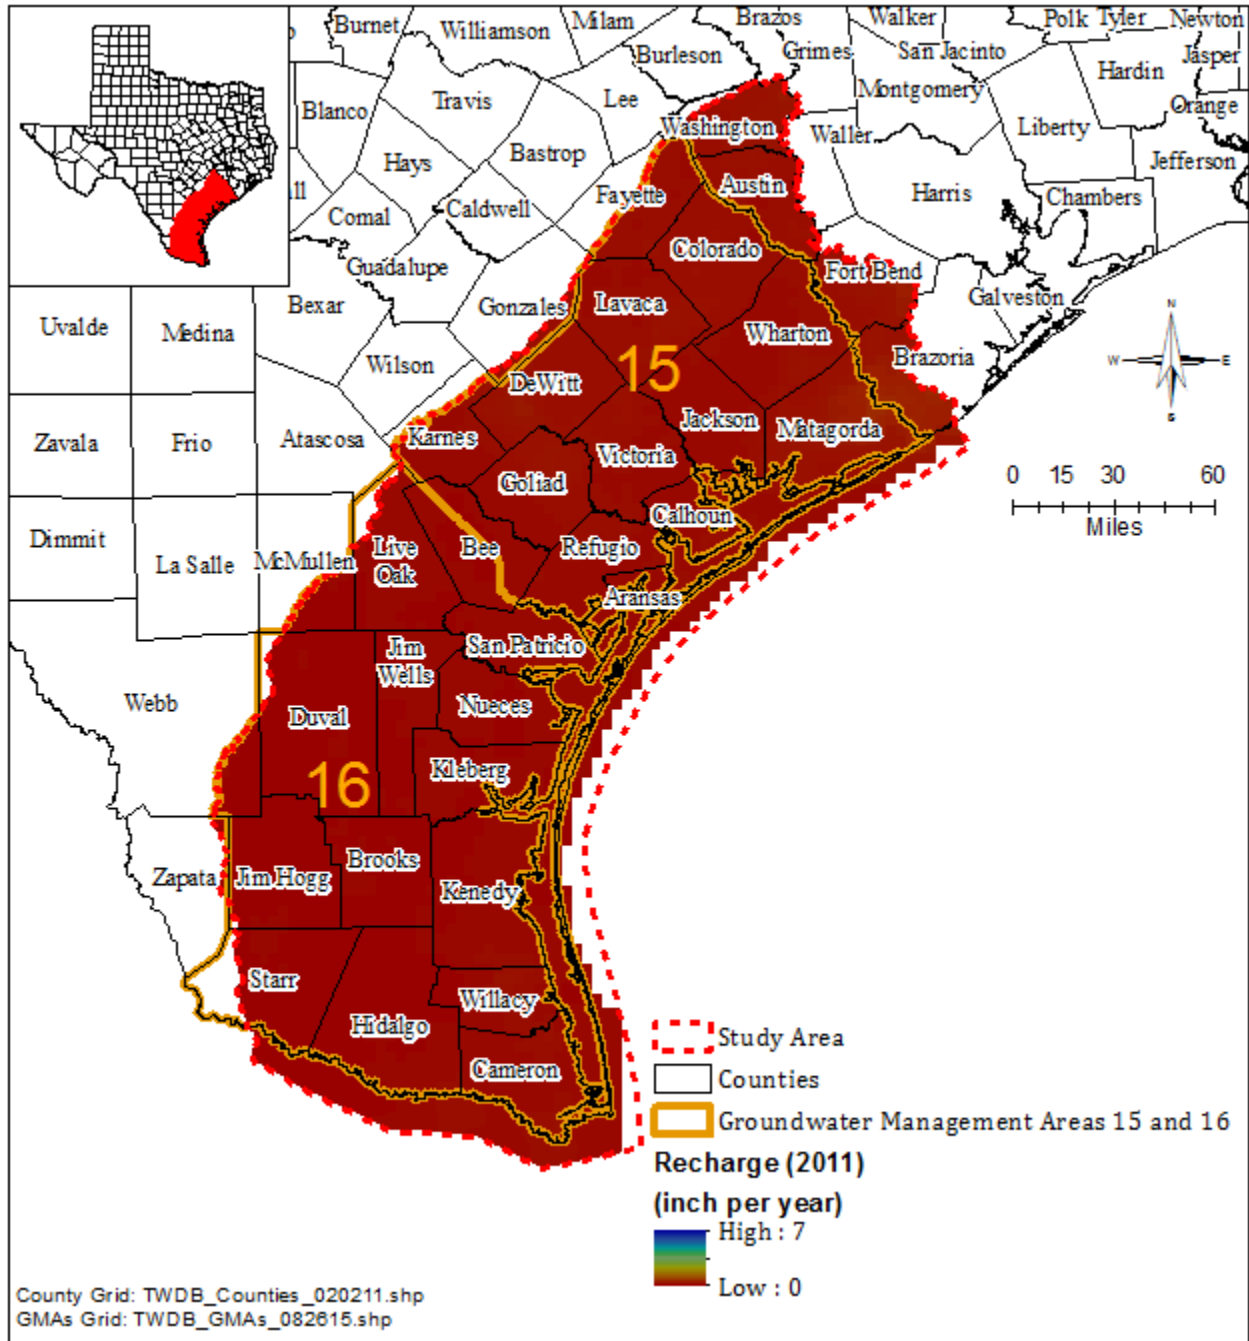 Burnet
Williamson
Milam
Brazos
Walker
Polk
Tyler
Newton
Burleson
Grimes
San Jacinto
Jasper
Hardin
Montgomery
Blanco
Travis
Lee
Orange
Washington
Waller
Liberty
Bastrop
Hays
Jefferson
Austin
Harris
Fayette
Chambers
ll
Comal
Caldwell
Colorado
Guadalupe
Fort Bend
Bexar
Gonzales
Lavaca
Galveston
Uvalde
Medina
Wharton
N
W
E
S
Wilson
Brazoria
15
DeWitt
Jackson
Matagorda
Zavala
Frio
Atascosa
Karnes
Victoria
0 15 30 60
Miles
Goliad
Calhoun
Dimmit
La Salle
McMullen
Live
Oak
Bee
Refugio
Aransas
San Patricio
Jim
Wells
Webb
Duval
Nueces
16
Kleberg
Zapata
Jim Hogg
Brooks
Kenedy
Starr
Willacy
Hidalgo
Cameron
Study Area
Counties
Groundwater Management Areas 15 and 16
Recharge (2011)
(inch per year)
High : 7
Low : 0
County Grid: TWDB_Counties_020211.shp
GMAs Grid: TWDB_GMAs_082615.shp